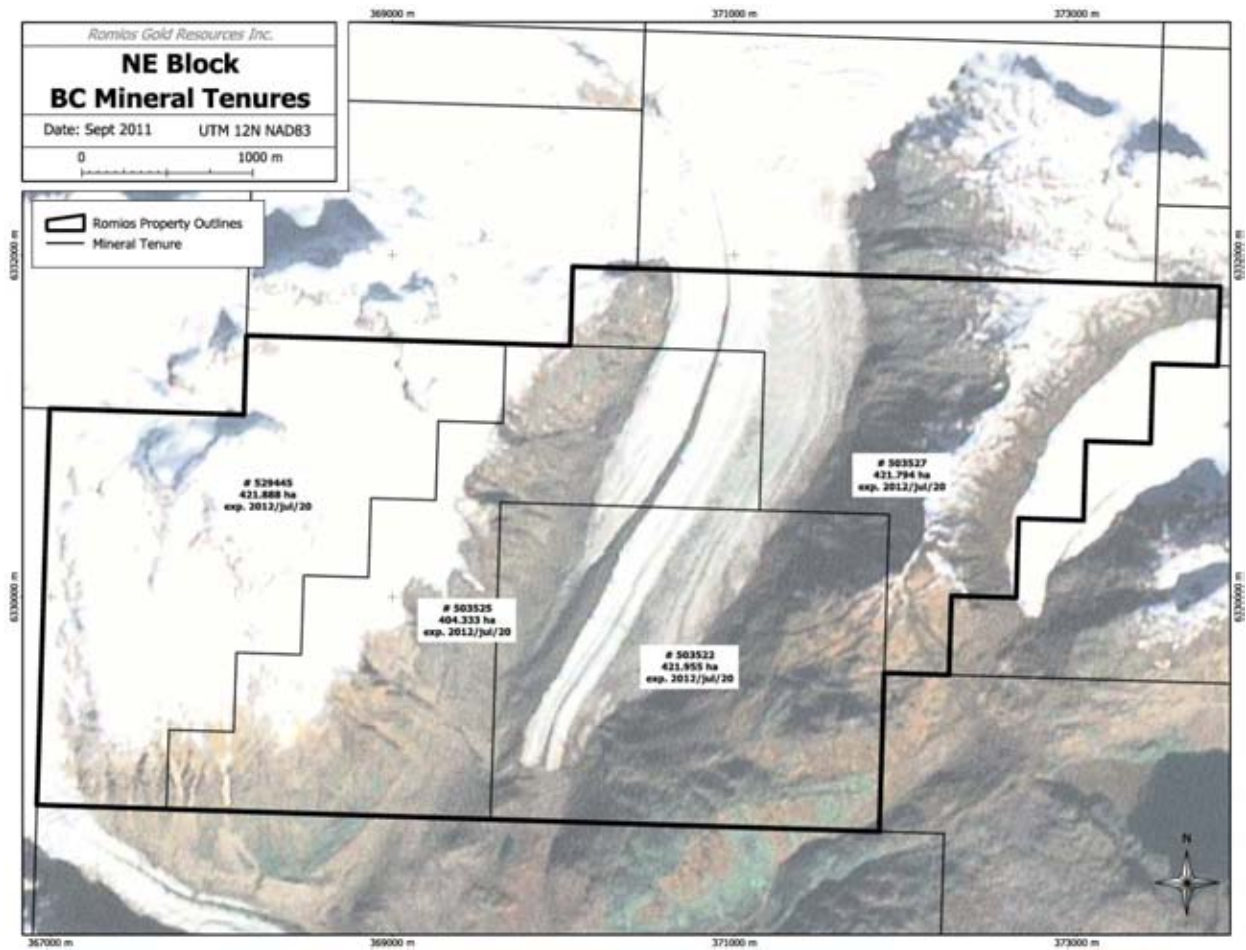 369000 m
371000 m
373000 m
Romios Gold Resources Inc.
NE Block
BC Mineral Tenures
Date: Sept 2011 UTM 12N NAD83
0 1000 m
Romios Property Outlines
Mineral Tenure
6332000 m
6332000 m
# 529445
421.888 ha
exp. 2012/jul/20
# 503527
421.794 ha
exp. 2012/jul/20
6330000 m
6330000 m
# 503525
404.333 ha
exp. 2012/jul/20
# 503522
421.955 ha
exp. 2012/jul/20
N
367000 m
369000 m
371000 m
373000 m